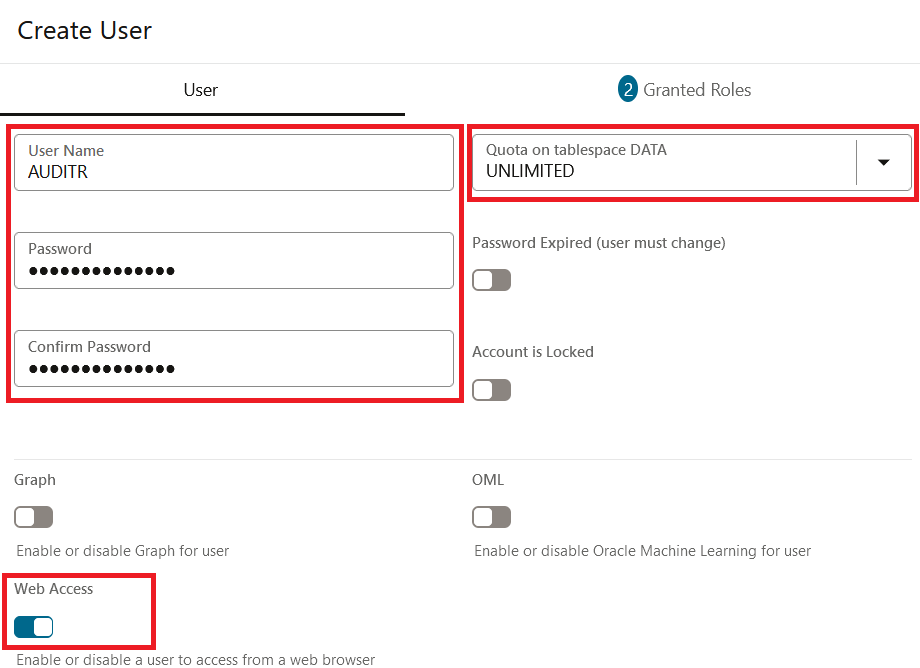 Create User
User
2 Granted Roles
User Name
AUDITR
Quota on tablespace DATA
UNLIMITED
Password
••••••••••••••
Password Expired (user must change)
Confirm Password
••••••••••••••
Account is Locked
Graph
Enable or disable Graph for user
OML
Enable or disable Oracle Machine Learning for user
Web Access
Enable or disable a user to access from a web browser